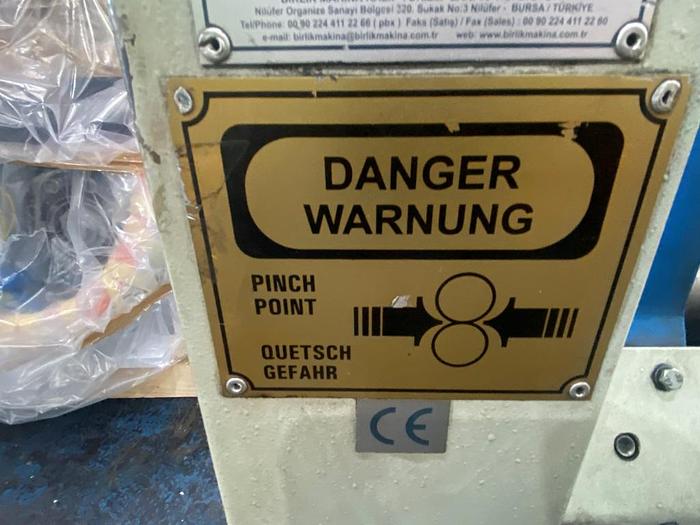 Nilüfer Organize Sanayi Bölgesi 320. Sokak No:3 Nilüfer - BURSA / TÜRKİYE
Tel/Phone: 00 90 224 411 22 66 ( pbx ) Faks (Satış) / Fax (Sales) : 00 90 224 411 22 60
e-mail: birlikmakina@birlikmakina.com.tr web: www.birlikmakina.com.tr
DANGER
WARNUNG
PINCH
POINT
QUETSCH
GEFAHR
CE